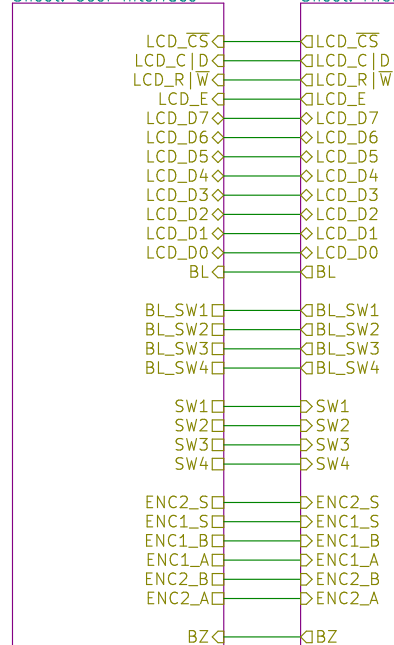 LCD_CS LCD_CS
LCD_C|D LCD_C|D
LCD_R|W LCD_R|W
LCD_E LCD_E
LCD_D7 LCD_D7
LCD_D6 LCD_D6
LCD_D5 LCD_D5
LCD_D4 LCD_D4
LCD_D3 LCD_D3
LCD_D2 LCD_D2
LCD_D1 LCD_D1
LCD_D0 LCD_D0
BL BL
BL_SW1 BL_SW1
BL_SW2 BL_SW2
BL_SW3 BL_SW3
BL_SW4 BL_SW4
SW1 SW1
SW2 SW2
SW3 SW3
SW4 SW4
ENC2_S ENC2_S
ENC1_S ENC1_S
ENC1_B ENC1_B
ENC1_A ENC1_A
ENC2_B ENC2_B
ENC2_A ENC2_A
BZ BZ